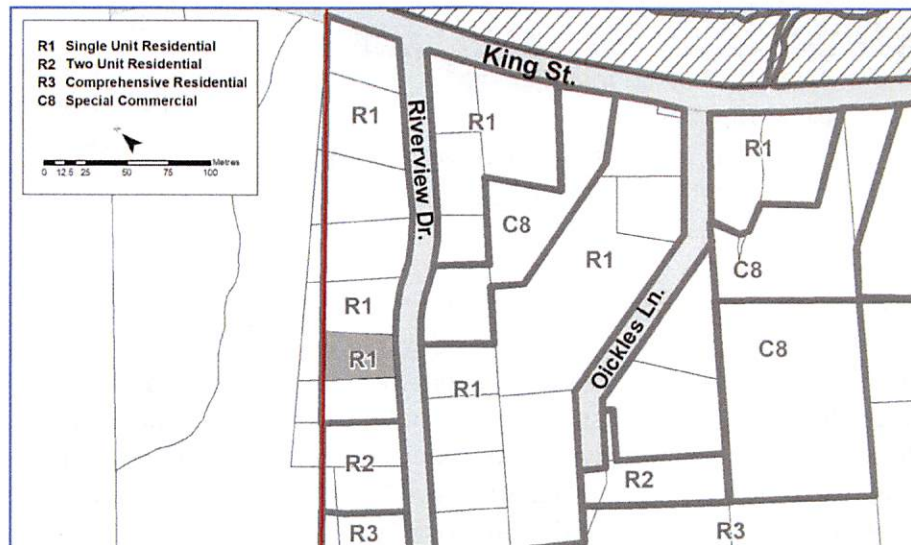 R1 Single Unit Residential
R2 Two Unit Residential
R3 Comprehensive Residential
C8 Special Commercial
Metres
0 12.5 25 50 75 100
King St.
Riverview Dr.
Oickles Ln.
R1
R1
R1
C8
R1
C8
R1
R1
C8
R1
R2
R2
R3
R3